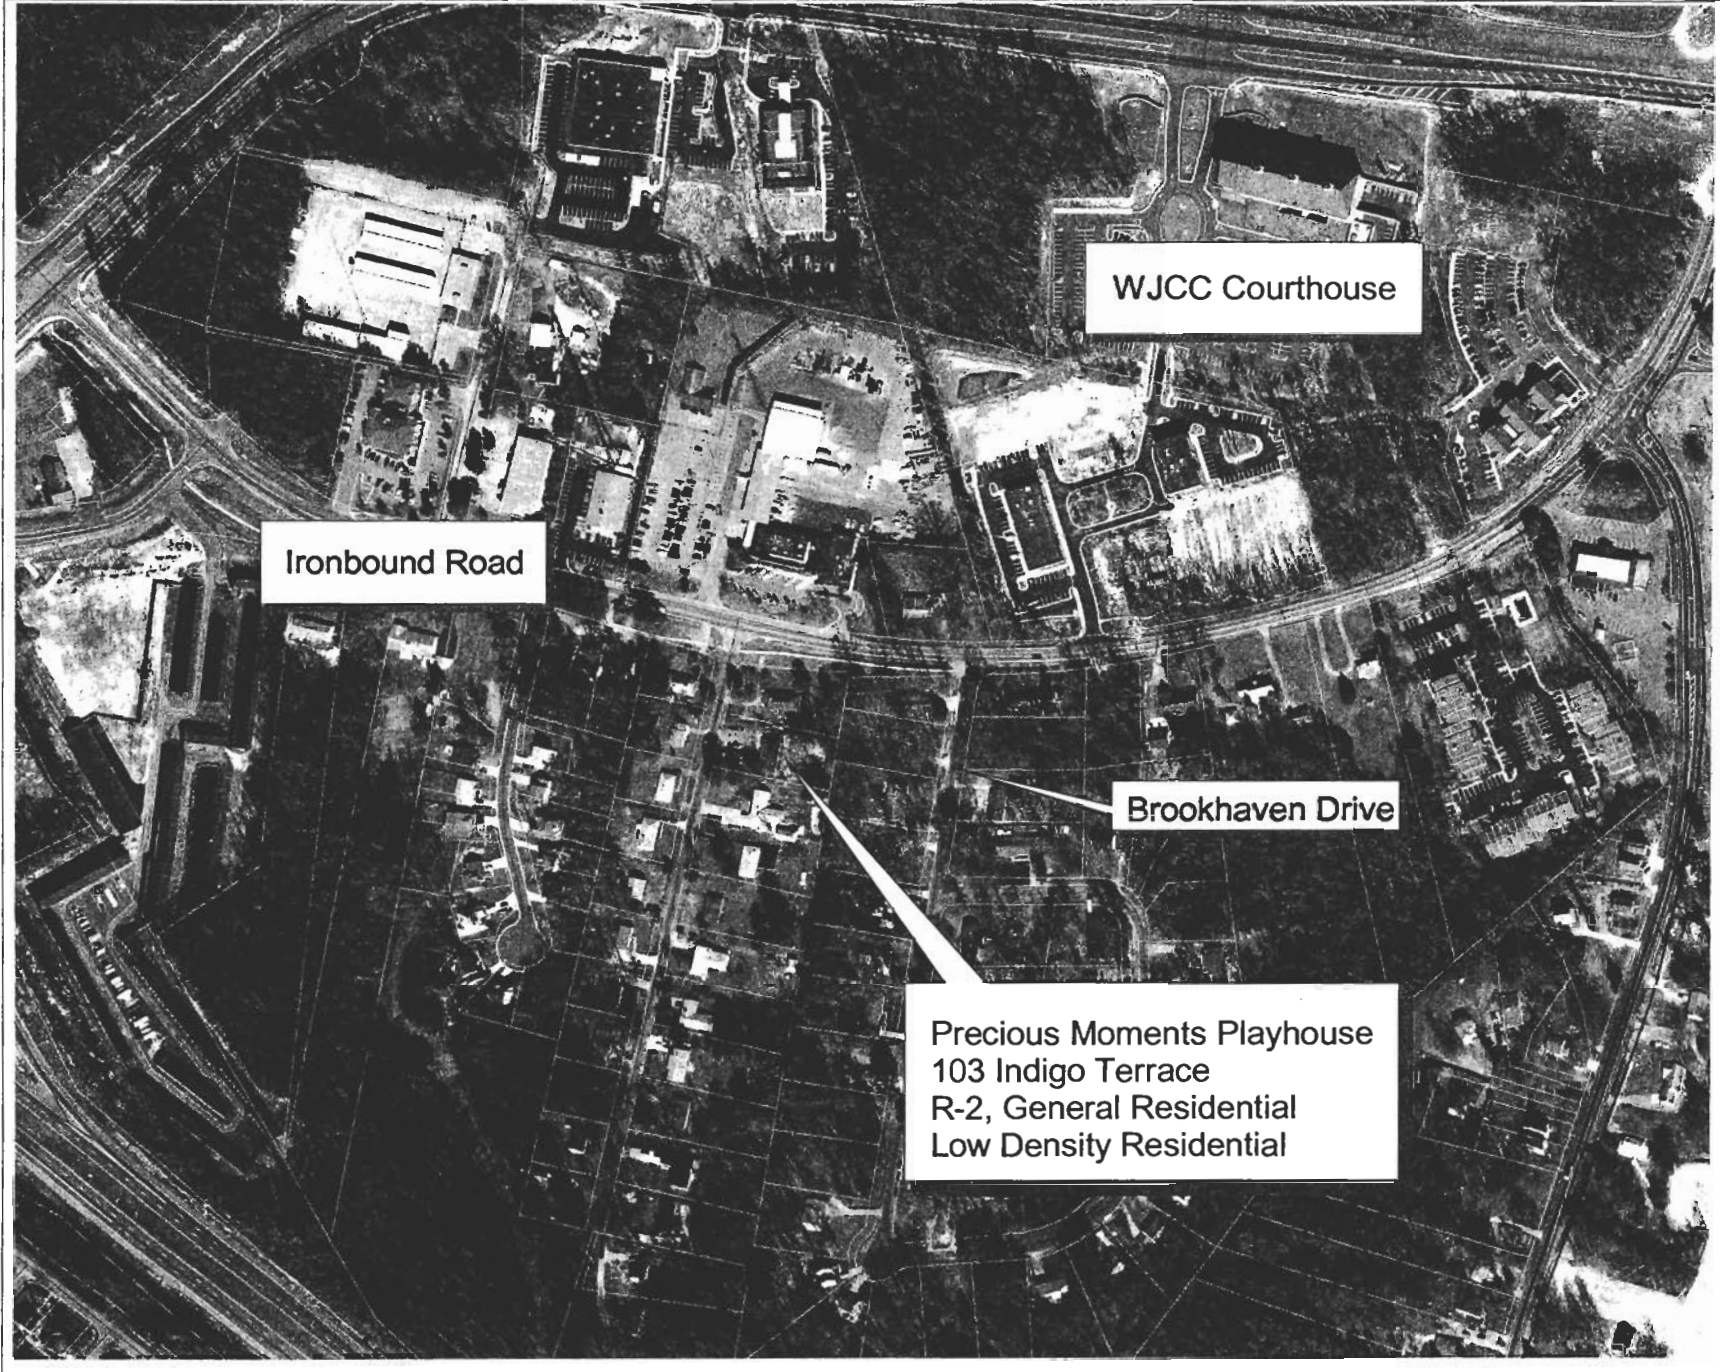 WJCC Courthouse
Ironbound Road
Brookhaven Drive
Precious Moments Playhouse
103 Indigo Terrace
R-2, General Residential
Low Density Residential